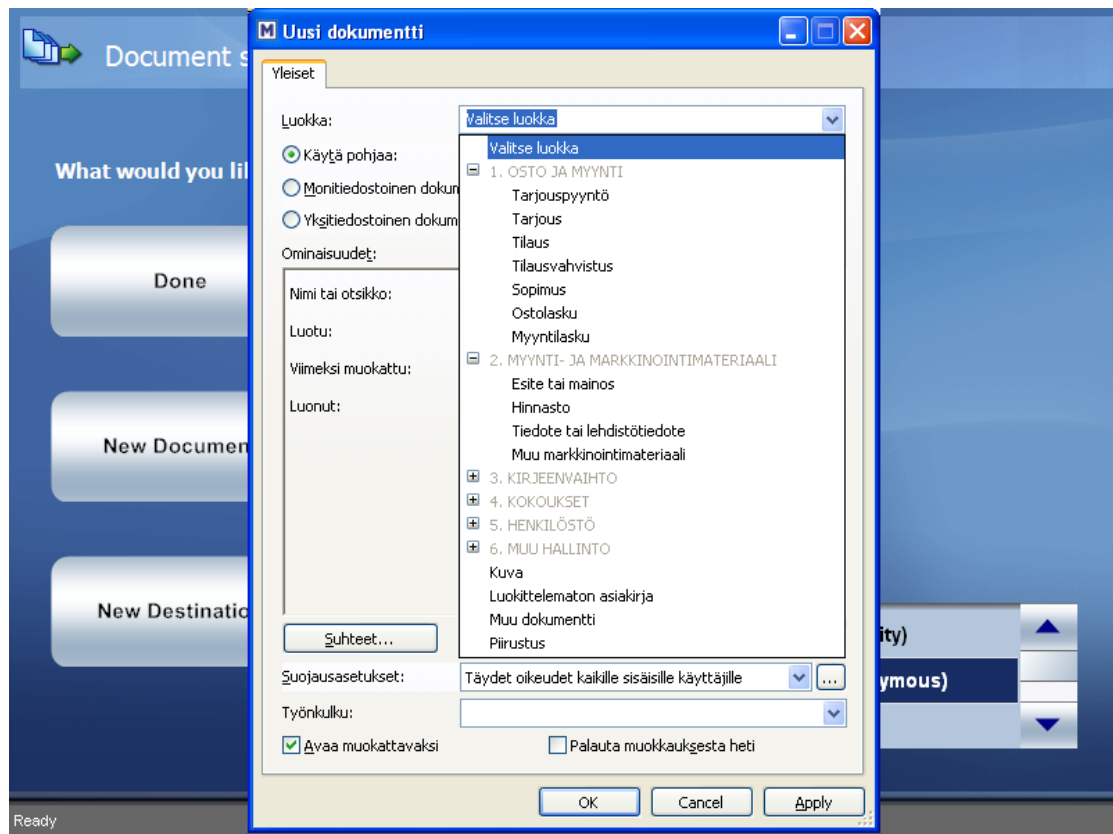 Document s
Uusi dokumentti
Yleiset
Luokka:
Valitse luokka
Valitse luokka
Käytä pohjaa:
What would you li
1. OSTO JA MYYNTI
Monitiedostoinen dokum
Tarjouspyyntö
Yksitiedostoinen dokum
Tarjous
Tilaus
Ominaisuudet:
Tilausvahvistus
Done
Nimi tai otsikko:
Sopimus
Ostolasku
Luotu:
Myyntilasku
Viimeksi muokattu:
2. MYYNTI- JA MARKKINOINTIMATERIAALI
Esite tai mainos
Luonut:
Hinnasto
Tiedote tai lehdistötiedote
New Documen
Muu markkinointimateriaali
3. KIRJEENVAIHTO
4. KOKOUKSET
5. HENKILÖSTÖ
6. MUU HALLINTO
Kuva
Luokittelematon asiakirja
New Destinatio
Muu dokumentti
Suhteet...
Piirustus
ity)
Suojausasetukset:
Täydet oikeudet kaikille sisäisille käyttäjille
...
ymous)
Työnkulku:
Avaa muokattavaksi
Palauta muokkauksesta heti
OK
Cancel
Apply
Ready